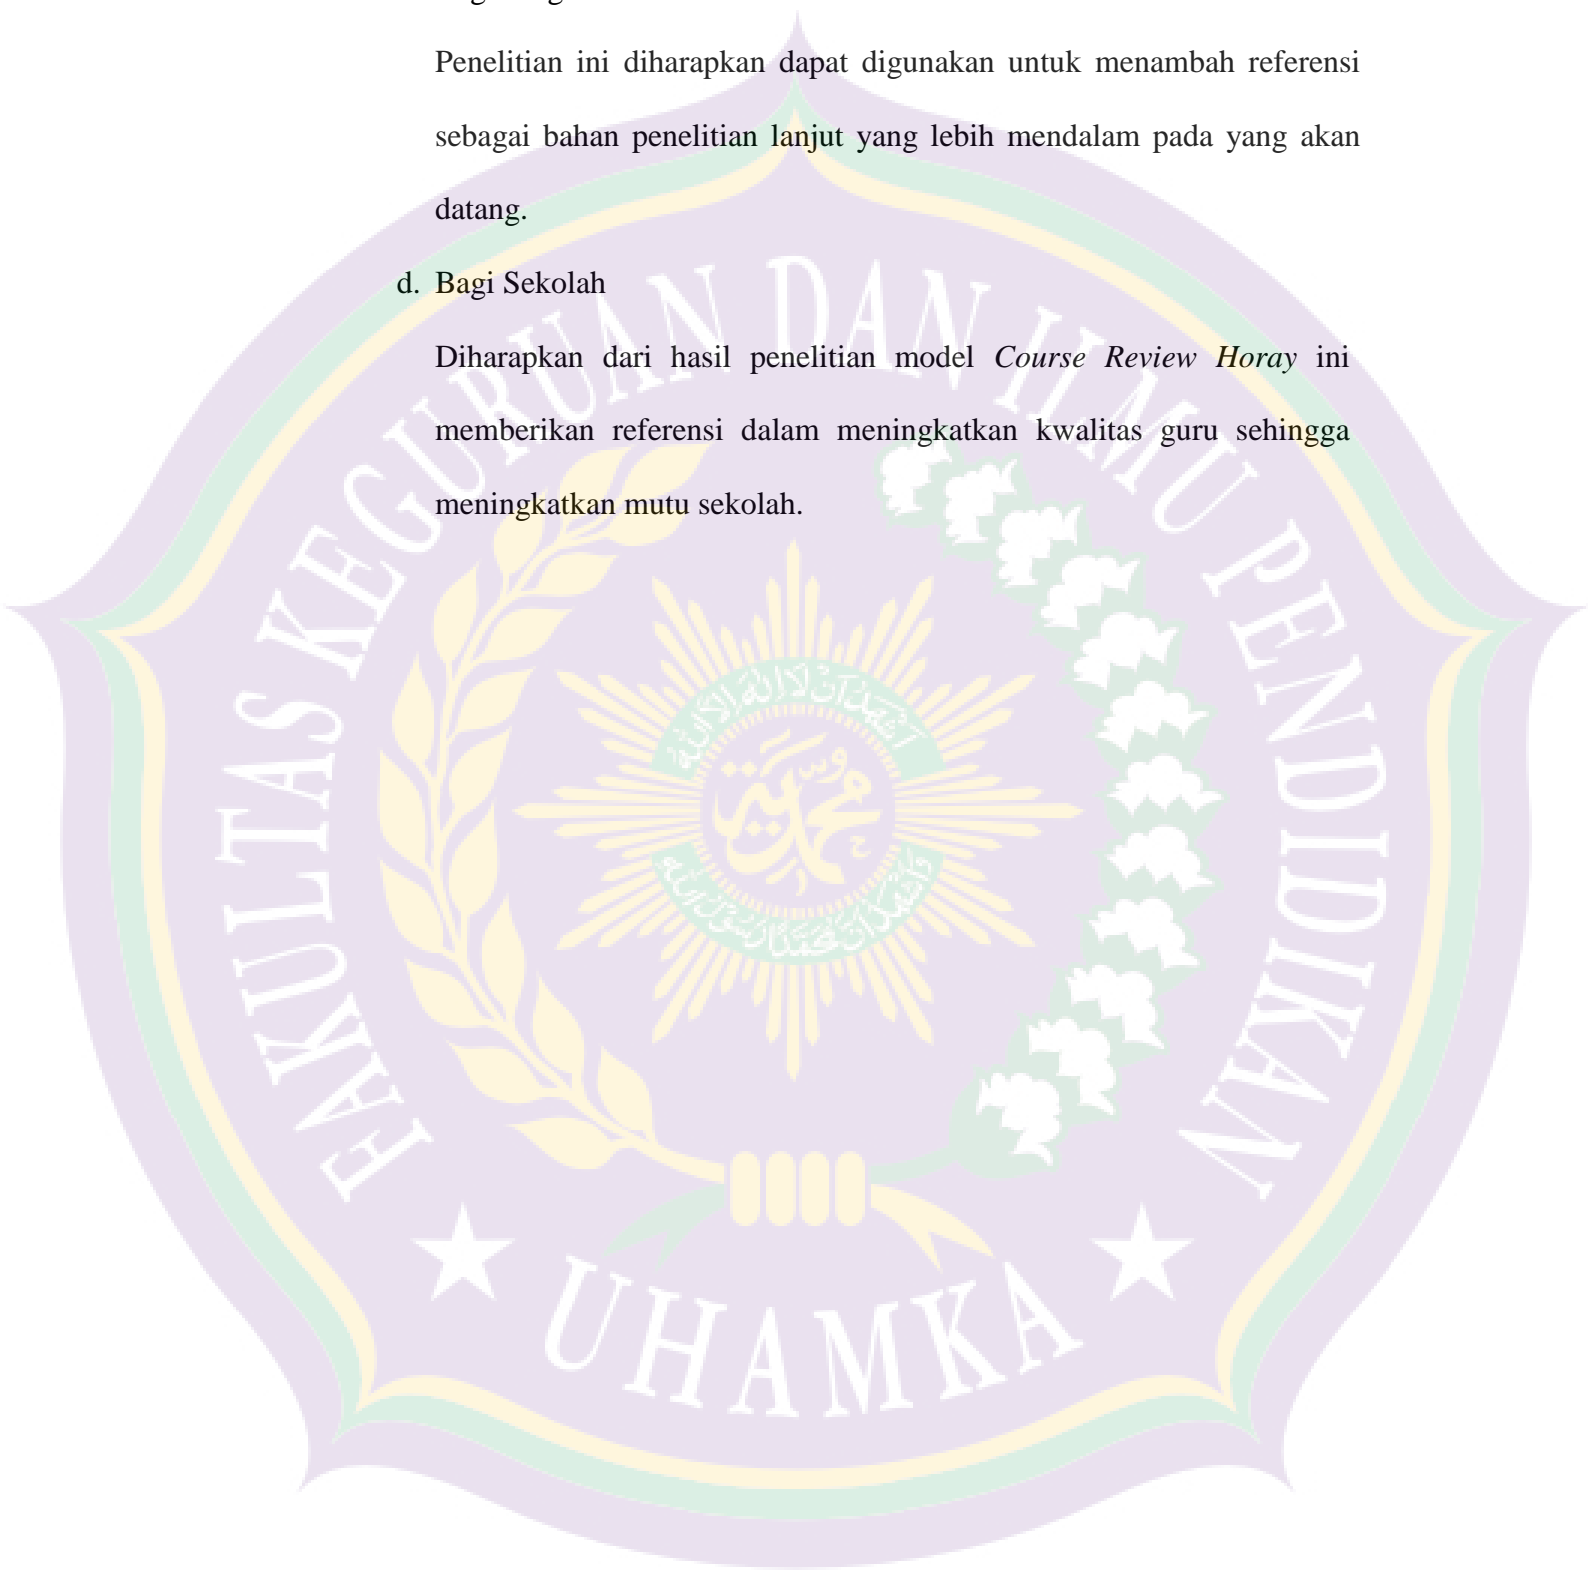 Penelitian ini diharapkan dapat digunakan untuk menambah referensi
sebagai bahan penelitian lanjut yang lebih mendalam pada yang akan
datang.
d. Bagi Sekolah
Diharapkan dari hasil penelitian model Course Review Horay ini
memberikan referensi dalam meningkatkan kwalitas guru sehingga
meningkatkan mutu sekolah.
FAKULTAS KEGURUAN DAN ILMU PENDIDIKAN
محمدية
UHAMKA